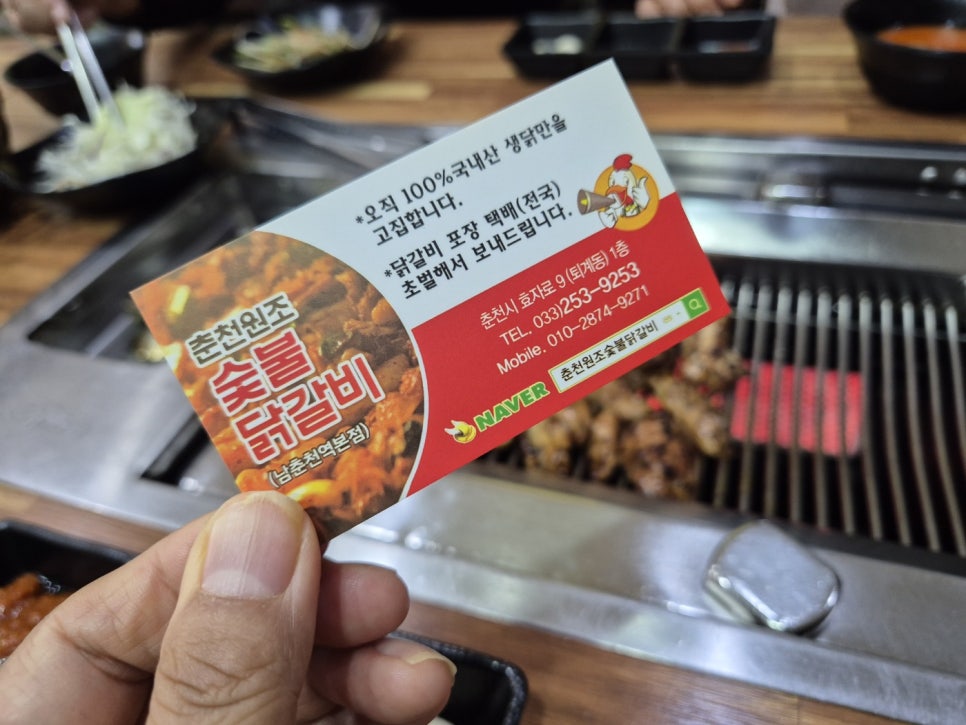 *오직 100%국내산 생닭만을
고집합니다.
*닭갈비 포장 택배(전국)
초벌해서 보내드립니다.
춘천원조
숯불
닭갈비
(남춘천역본점)
춘천시 효자로 9 (퇴계동) 1층
TEL. 033)253-9253
Mobile. 010-2874-9271
NAVER 춘천원조숯불닭갈비